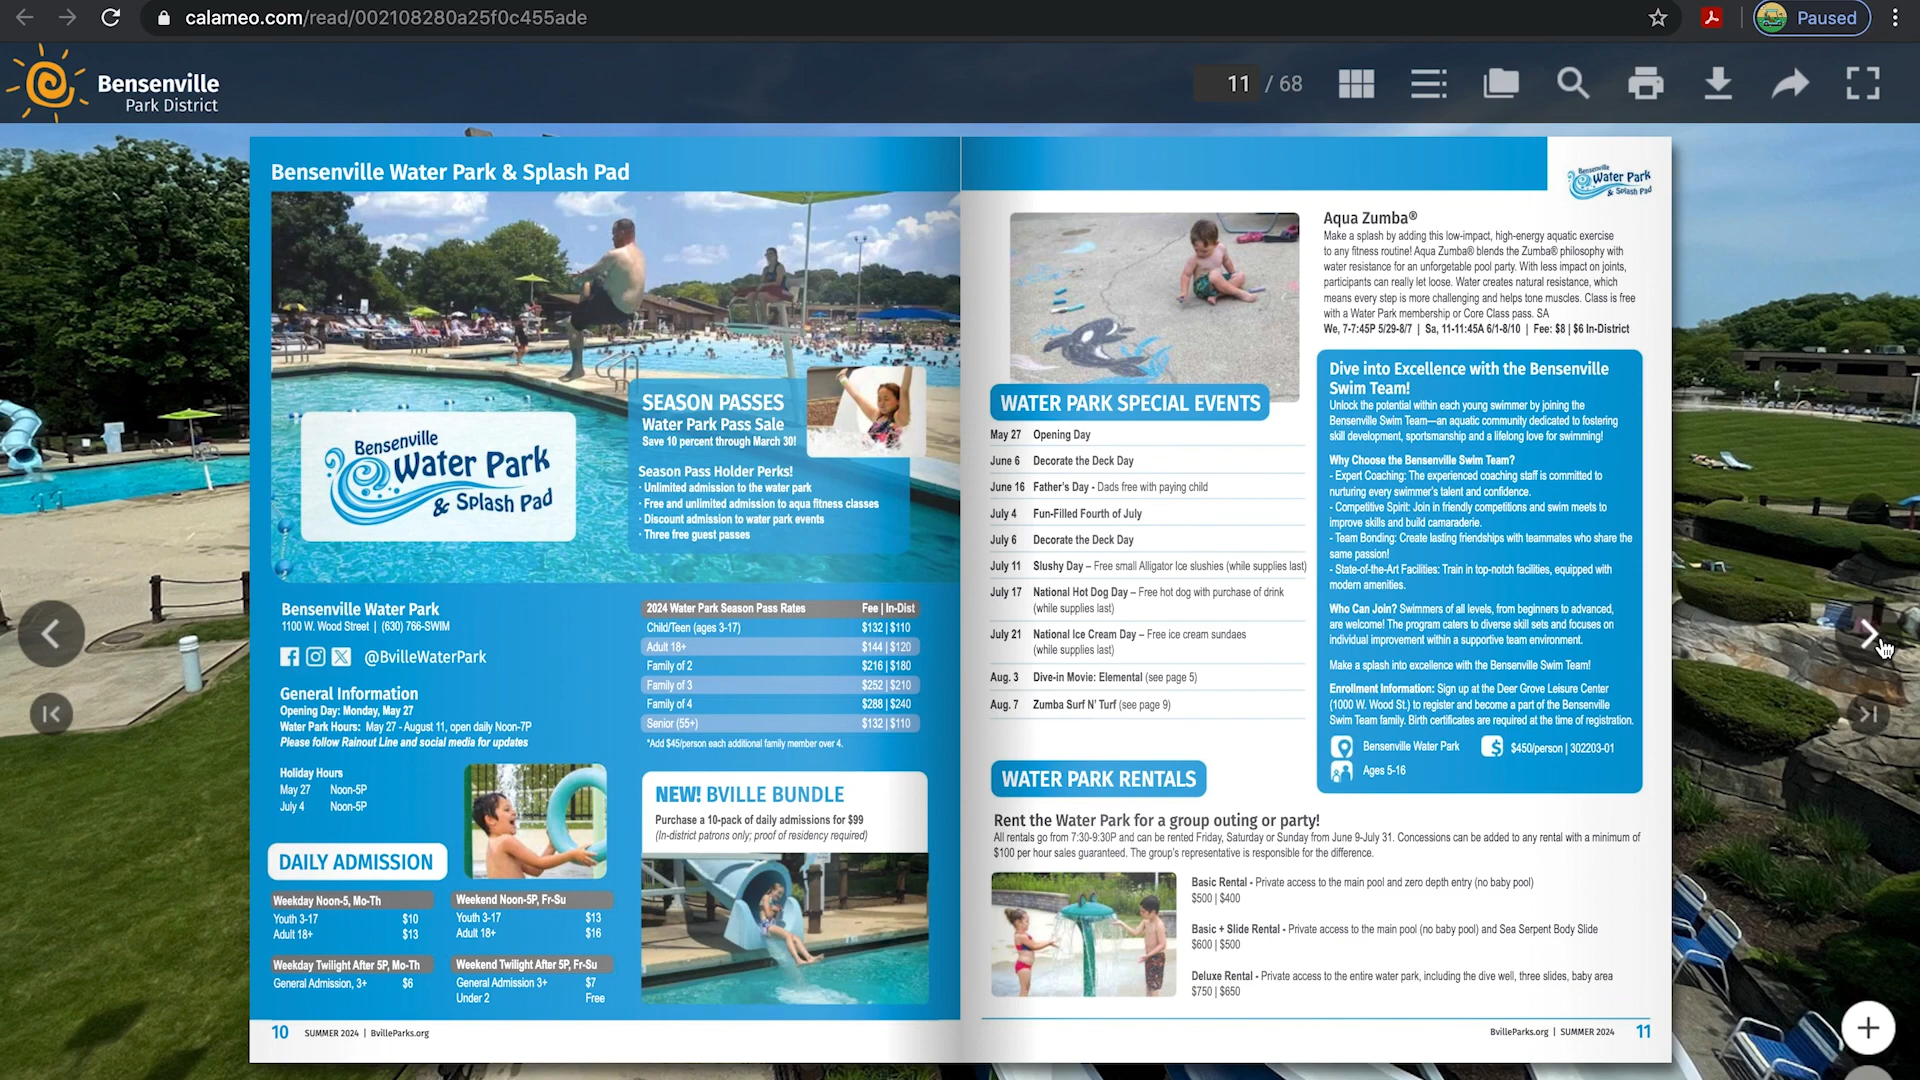 calameo.com/read/002108280a25f0c455ade
Paused
Bensenville
Park District
11 / 68
Bensenville Water Park & Splash Pad
Bensenville
Water Park
& Splash Pad
SEASON PASSES
Water Park Pass Sale
Save 10 percent through March 30!
Season Pass Holder Perks!
· Unlimited admission to the water park
· Free and unlimited admission to aqua fitness classes
· Discount admission to water park events
· Three free guest passes
Bensenville Water Park
1100 W. Wood Street | (630) 766-SWIM
@BvilleWaterPark
General Information
Opening Day: Monday, May 27
Water Park Hours: May 27 - August 11, open daily Noon-7P
Please follow Rainout Line and social media for updates
Holiday Hours
May 27 Noon-5P
July 4 Noon-5P
DAILY ADMISSION
Weekday Noon-5, Mo-Th
Youth 3-17 $10
Adult 18+ $13
Weekday Twilight After 5P, Mo-Th
General Admission, 3+ $6
Weekend Noon-5P, Fr-Su
Youth 3-17 $13
Adult 18+ $16
Weekend Twilight After 5P, Fr-Su
General Admission 3+ $7
Under 2 Free
2024 Water Park Season Pass Rates Fee | In-Dist
Child/Teen (ages 3-17) $132 | $110
Adult 18+ $144 | $120
Family of 2 $216 | $180
Family of 3 $252 | $210
Family of 4 $288 | $240
Senior (55+) $132 | $110
*Add $45/person each additional family member over 4.
NEW! BVILLE BUNDLE
Purchase a 10-pack of daily admissions for $99
(In-district patrons only; proof of residency required)
10 SUMMER 2024 | BvilleParks.org
Bensenville
Water Park
& Splash Pad
WATER PARK SPECIAL EVENTS
May 27 Opening Day
June 6 Decorate the Deck Day
June 16 Father's Day - Dads free with paying child
July 4 Fun-Filled Fourth of July
July 6 Decorate the Deck Day
July 11 Slushy Day – Free small Alligator Ice slushies (while supplies last)
July 17 National Hot Dog Day – Free hot dog with purchase of drink
(while supplies last)
July 21 National Ice Cream Day – Free ice cream sundaes
(while supplies last)
Aug. 3 Dive-in Movie: Elemental (see page 5)
Aug. 7 Zumba Surf N' Turf (see page 9)
Aqua Zumba®
Make a splash by adding this low-impact, high-energy aquatic exercise
to any fitness routine! Aqua Zumba® blends the Zumba® philosophy with
water resistance for an unforgettable pool party. With less impact on joints,
participants can really let loose. Water creates natural resistance, which
means every step is more challenging and helps tone muscles. Class is free
with a Water Park membership or Core Class pass. SA
We, 7-7:45P 5/29-8/7 | Sa, 11-11:45A 6/1-8/10 | Fee: $8 | $6 In-District
Dive into Excellence with the Bensenville
Swim Team!
Unlock the potential within each young swimmer by joining the
Bensenville Swim Team—an aquatic community dedicated to fostering
skill development, sportsmanship and a lifelong love for swimming!
Why Choose the Bensenville Swim Team?
- Expert Coaching: The experienced coaching staff is committed to
nurturing every swimmer's talent and confidence.
- Competitive Spirit: Join in friendly competitions and swim meets to
improve skills and build camaraderie.
- Team Bonding: Create lasting friendships with teammates who share the
same passion!
- State-of-the-Art Facilities: Train in top-notch facilities, equipped with
modern amenities.
Who Can Join? Swimmers of all levels, from beginners to advanced,
are welcome! The program caters to diverse skill sets and focuses on
individual improvement within a supportive team environment.
Make a splash into excellence with the Bensenville Swim Team!
Enrollment Information: Sign up at the Deer Grove Leisure Center
(1000 W. Wood St.) to register and become a part of the Bensenville
Swim Team family. Birth certificates are required at the time of registration.
Bensenville Water Park $450/person | 302203-01
Ages 5-16
WATER PARK RENTALS
Rent the Water Park for a group outing or party!
All rentals go from 7:30-9:30P and can be rented Friday, Saturday or Sunday from June 9-July 31. Concessions can be added to any rental with a minimum of
$100 per hour sales guaranteed. The group's representative is responsible for the difference.
Basic Rental - Private access to the main pool and zero depth entry (no baby pool)
$500 | $400
Basic + Slide Rental - Private access to the main pool (no baby pool) and Sea Serpent Body Slide
$600 | $500
Deluxe Rental - Private access to the entire water park, including the dive well, three slides, baby area
$750 | $650
BvilleParks.org | SUMMER 2024 11